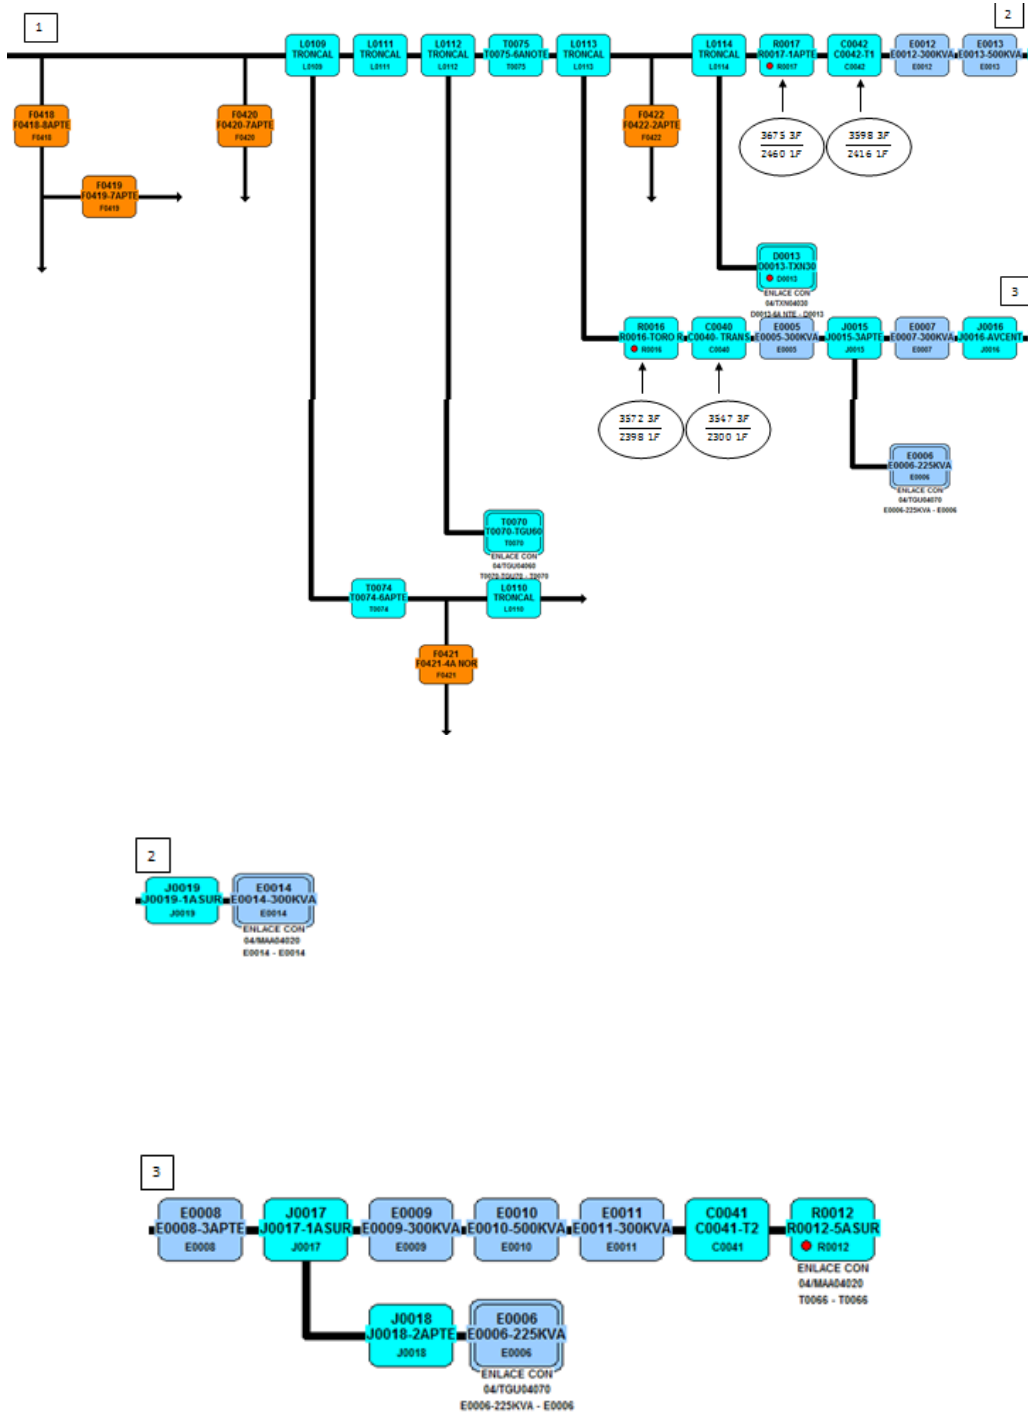 1
2
L0109
TRONCAL
L0109
L0111
TRONCAL
L0111
L0112
TRONCAL
L0112
T0075
T0075-6ANOTE
T0075
L0113
TRONCAL
L0113
L0114
TRONCAL
L0114
R0017
R0017-1APTE
R0017
C0042
C0042-T1
C0042
E0012
E0012-300KVA
E0012
E0013
E0013-500KVA
E0013
F0418
F0418-8APTE
F0418
F0420
F0420-7APTE
F0420
F0422
F0422-2APTE
F0422
3675 3F
2460 1F
3598 3F
2416 1F
F0419
F0419-7APTE
F0419
D0013
D0013-TXN30
D0013
ENLACE CON
04/TXN04030
D0013-6A NTE - D0013
3
R0016
R0016-TORO R
R0016
C0040
C0040- TRANS
C0040
E0005
E0005-300KVA
E0005
J0015
J0015-3APTE
J0015
E0007
E0007-300KVA
E0007
J0016
J0016-AVCENT
J0016
3572 3F
2398 1F
3547 3F
2300 1F
E0006
E0006-225KVA
E0006
ENLACE CON
04/TGU04070
E0006-225KVA - E0006
T0070
T0070-TGU60
T0070
ENLACE CON
04/TGU04060
T0070-TGU70 - T0070
T0074
T0074-6APTE
T0074
L0110
TRONCAL
L0110
F0421
F0421-4A NOR
F0421
2
J0019
J0019-1ASUR
J0019
E0014
E0014-300KVA
E0014
ENLACE CON
04/MAA04020
E0014 - E0014
3
E0008
E0008-3APTE
E0008
J0017
J0017-1ASUR
J0017
E0009
E0009-300KVA
E0009
E0010
E0010-500KVA
E0010
E0011
E0011-300KVA
E0011
C0041
C0041-T2
C0041
R0012
R0012-5ASUR
R0012
ENLACE CON
04/MAA04020
T0066 - T0066
J0018
J0018-2APTE
J0018
E0006
E0006-225KVA
E0006
ENLACE CON
04/TGU04070
E0006-225KVA - E0006